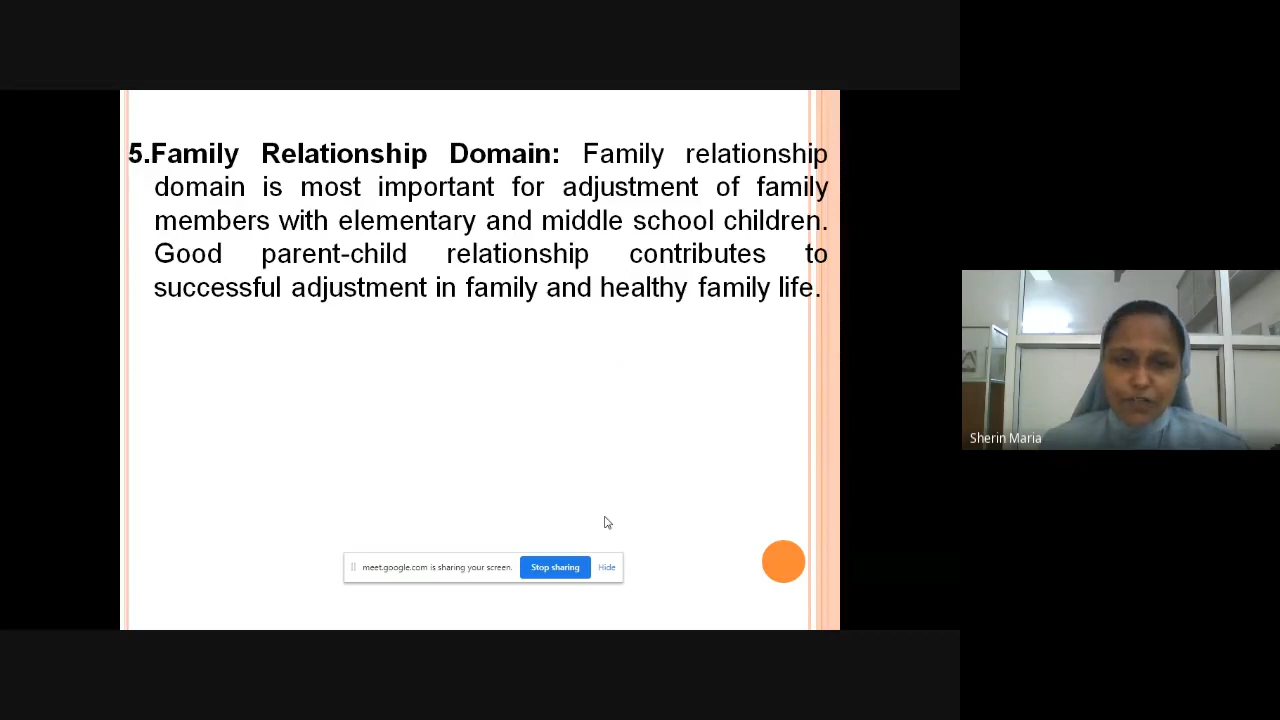 5.Family Relationship Domain: Family relationship
domain is most important for adjustment of family
members with elementary and middle school children.
Good parent-child relationship contributes to
successful adjustment in family and healthy family life.
Sherin Maria
meet.google.com is sharing your screen. Stop sharing Hide